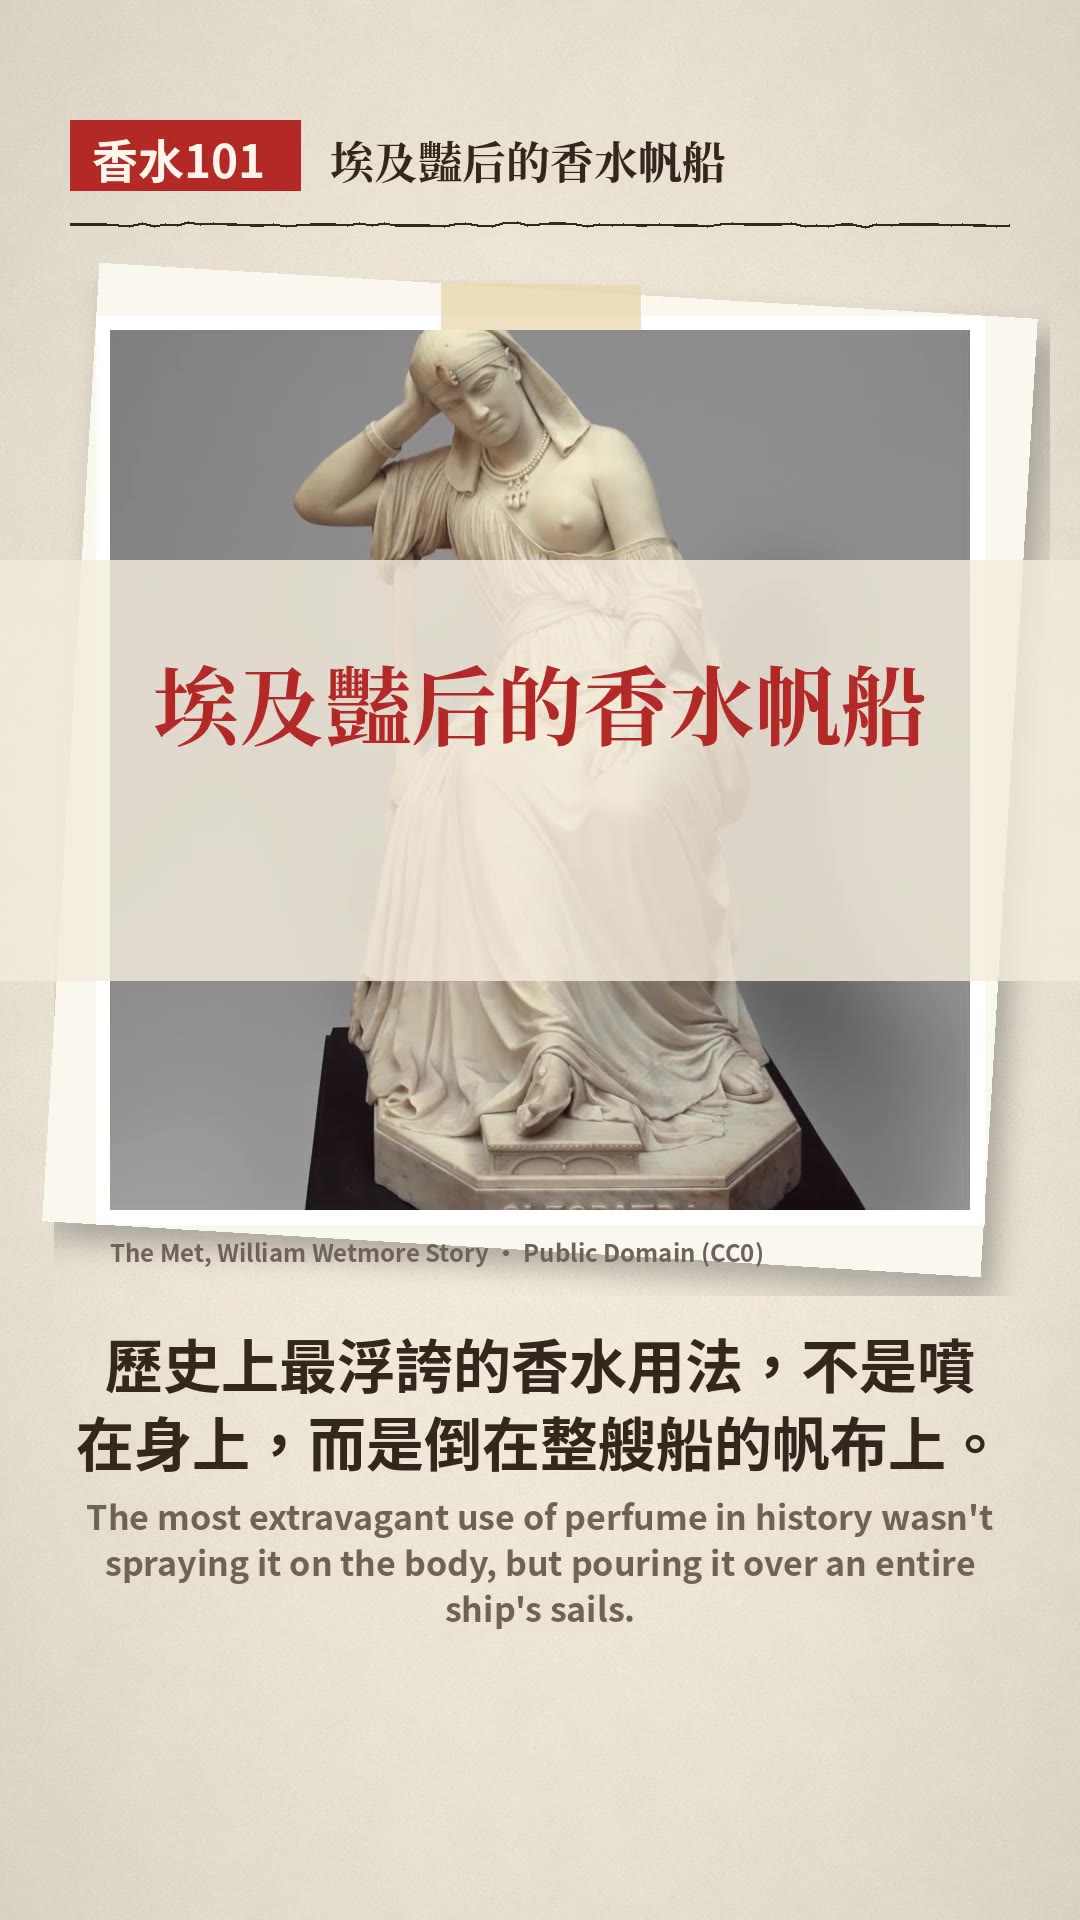 香水101
埃及豔后的香水帆船
埃及豔后的香水帆船
CLEOPATRA
The Met, William Wetmore Story ・ Public Domain (CC0)
歷史上最浮誇的香水用法，不是噴
在身上，而是倒在整艘船的帆布上。
The most extravagant use of perfume in history wasn't
spraying it on the body, but pouring it over an entire
ship's sails.